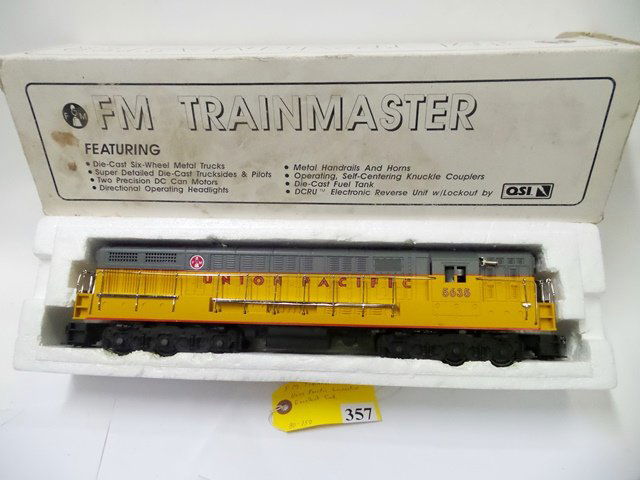 FM TRAINMASTER
FEATURING
• Die-Cast Six-Wheel Metal Trucks
• Super Detailed Die-Cast Trucksides & Pilots
• Two Precision DC Can Motors
• Directional Operating Headlights
• Metal Handrails And Horns
• Operating, Self-Centering Knuckle Couplers
• Die-Cast Fuel Tank
• DCRU™ Electronic Reverse Unit w/Lockout by QSI
UNION PACIFIC
5635
357